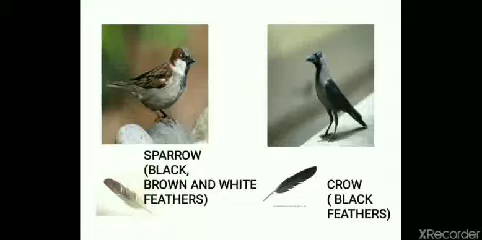 SPARROW
(BLACK,
BROWN AND WHITE
FEATHERS)
CROW
( BLACK
FEATHERS)
XRecorder